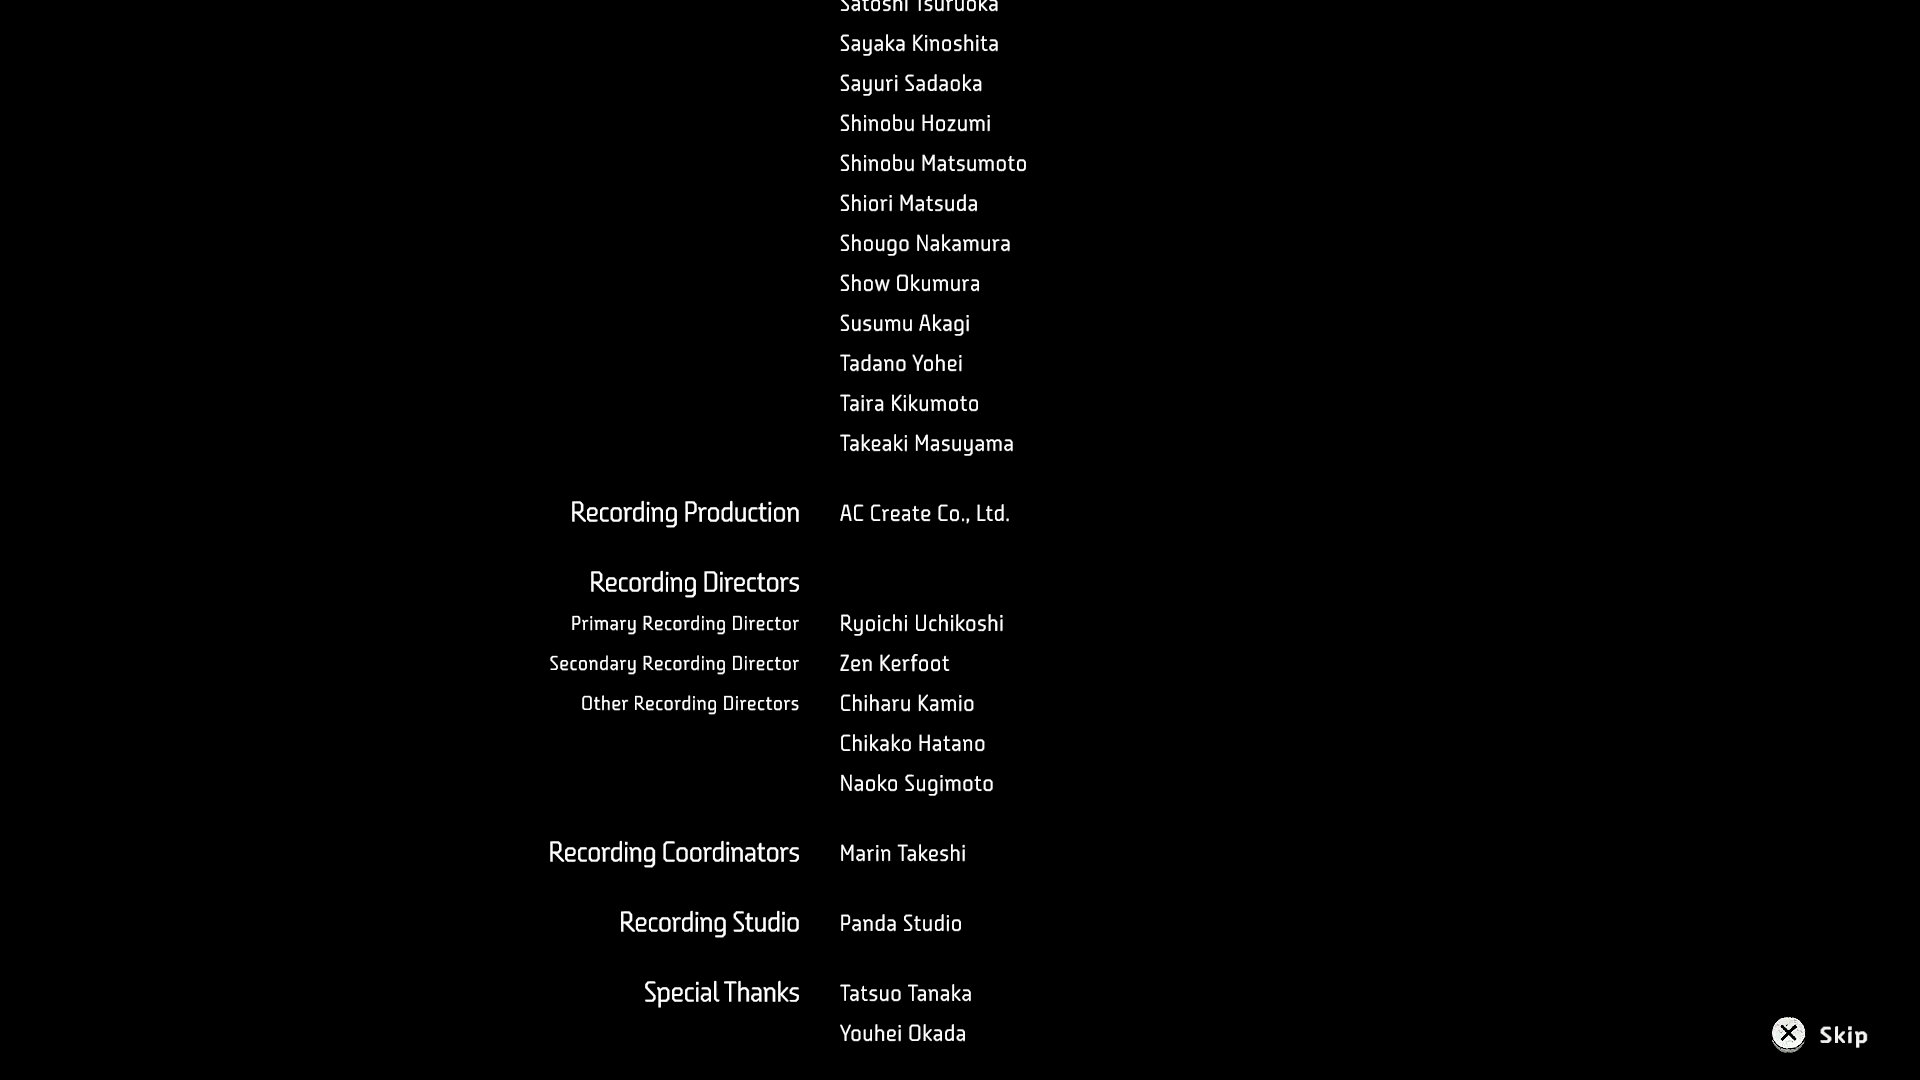 Satoshi Tsuruoka
Sayaka Kinoshita
Sayuri Sadaoka
Shinobu Hozumi
Shinobu Matsumoto
Shiori Matsuda
Shougo Nakamura
Show Okumura
Susumu Akagi
Tadano Yohei
Taira Kikumoto
Takeaki Masuyama
Recording Production AC Create Co., Ltd.
Recording Directors
Primary Recording Director Ryoichi Uchikoshi
Secondary Recording Director Zen Kerfoot
Other Recording Directors Chiharu Kamio
Chikako Hatano
Naoko Sugimoto
Recording Coordinators Marin Takeshi
Recording Studio Panda Studio
Special Thanks Tatsuo Tanaka
Youhei Okada
Skip